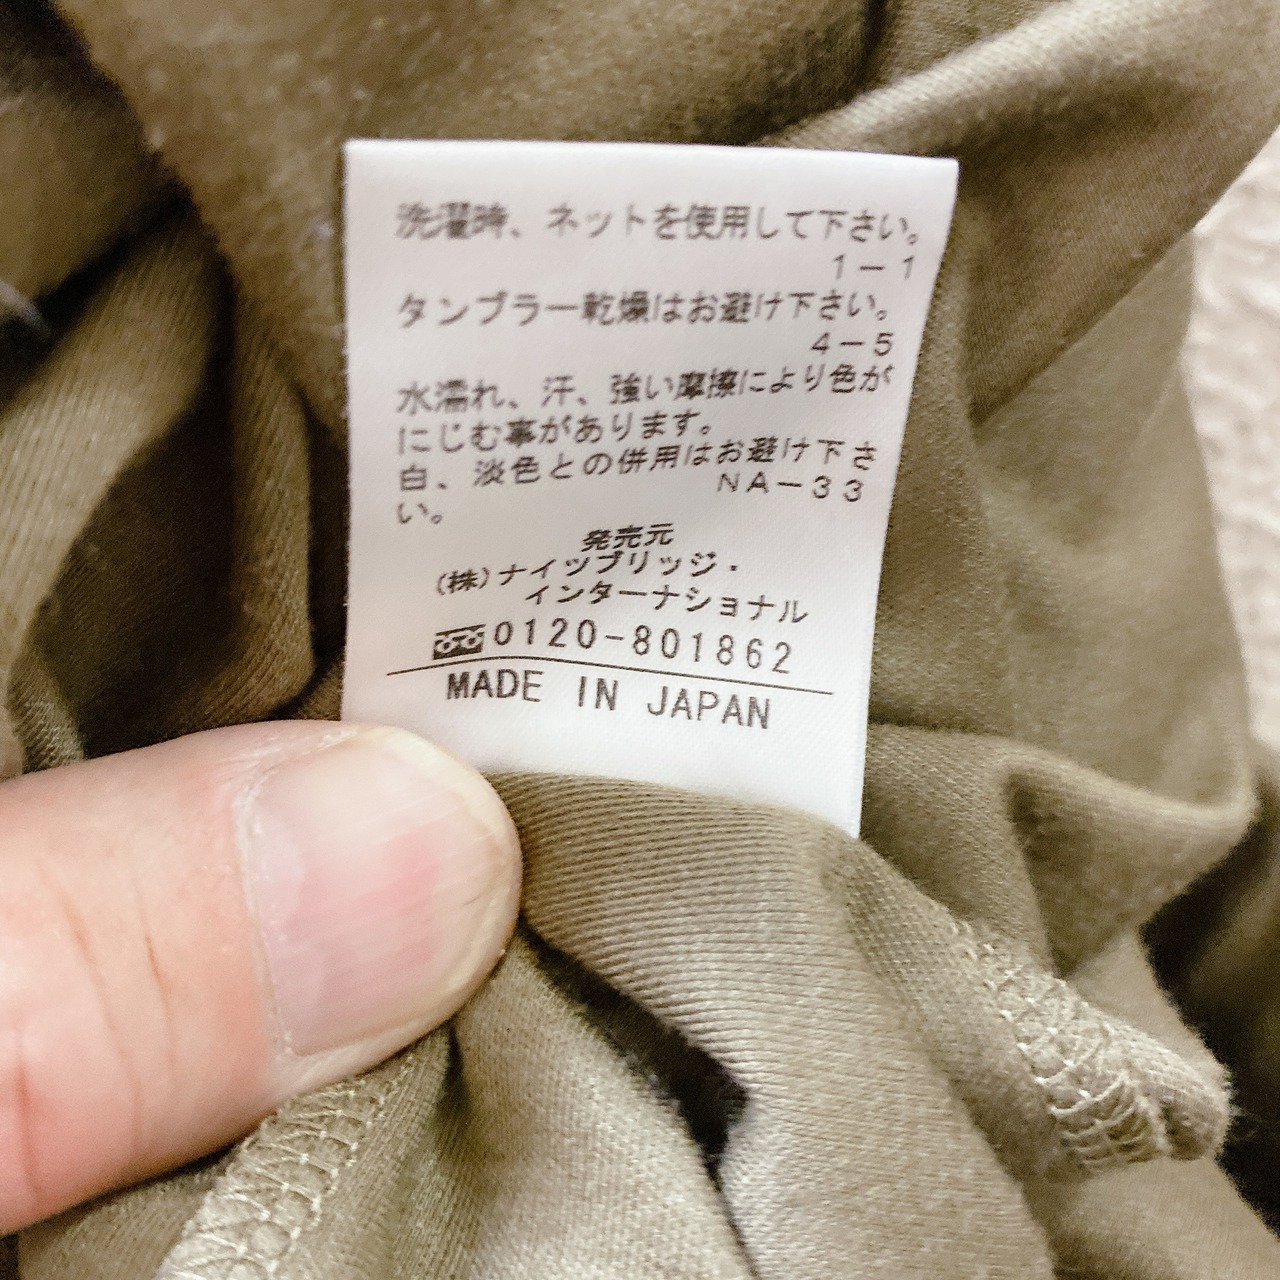 洗濯時、ネットを使用して下さい。
1-1
タンブラー乾燥はお避け下さい。
4-5
水濡れ、汗、強い摩擦により色が
にじむ事があります。
白、淡色との併用はお避け下さ
NA-33
い。
発売元
(株)ナイツブリッジ・
インターナショナル
0120-801862
MADE IN JAPAN